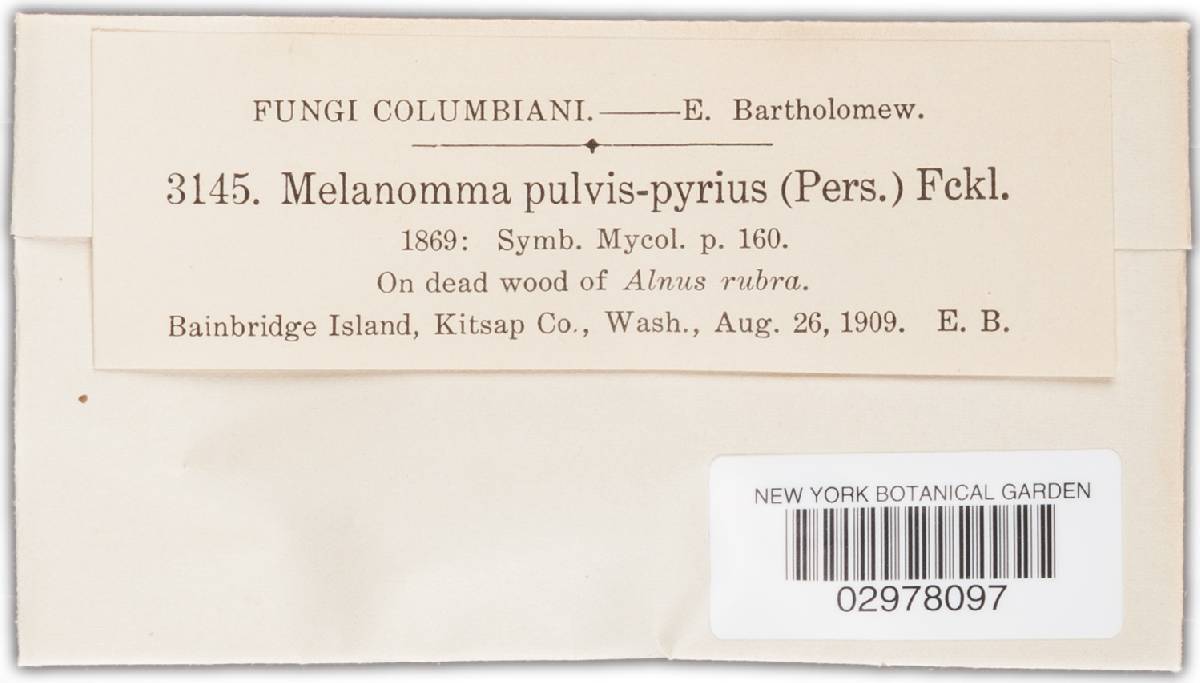 FUNGI COLUMBIANI.——E. Bartholomew.
3145. Melanomma pulvis-pyrius (Pers.) Fckl.
1869: Symb. Mycol. p. 160.
On dead wood of Alnus rubra.
Bainbridge Island, Kitsap Co., Wash., Aug. 26, 1909. E. B.
NEW YORK BOTANICAL GARDEN
02978097